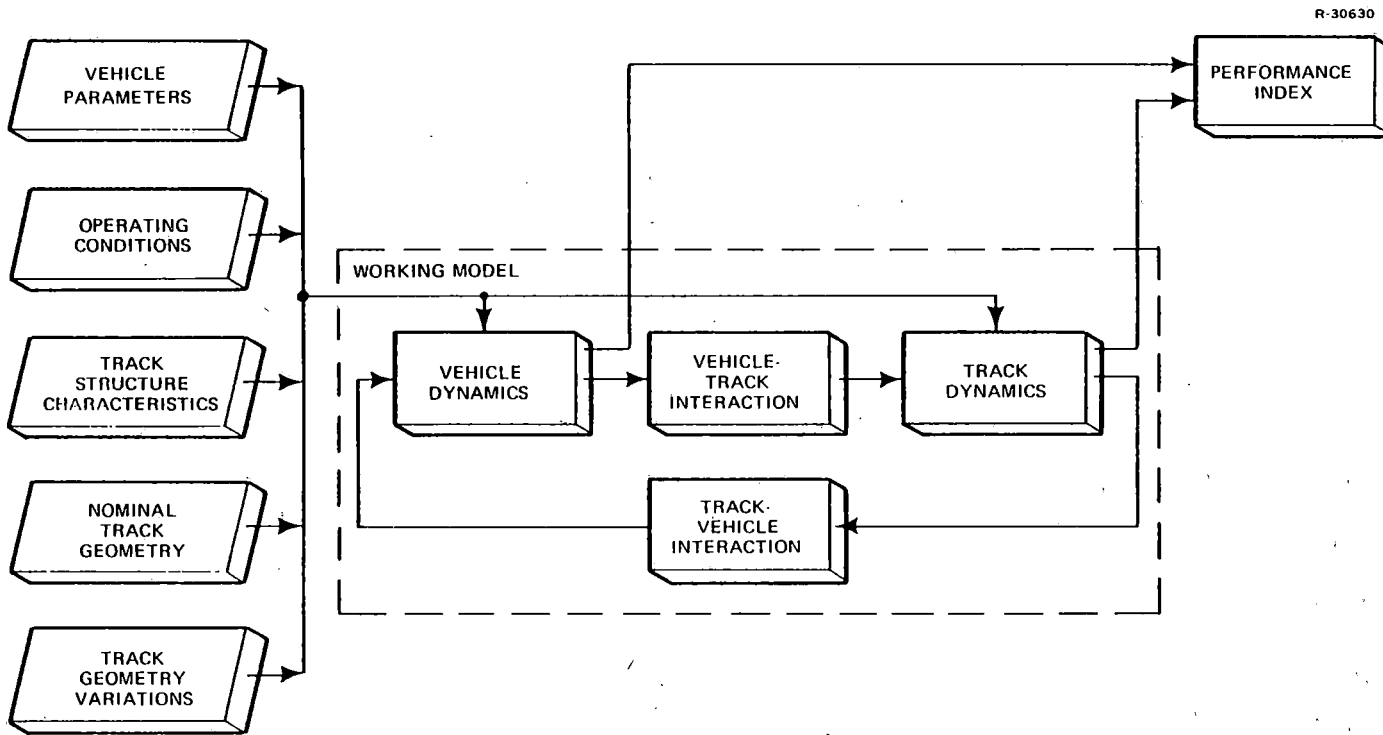 R-30630
VEHICLE
PARAMETERS
PERFORMANCE
INDEX
OPERATING
CONDITIONS
WORKING MODEL
TRACK
STRUCTURE
CHARACTERISTICS
VEHICLE
DYNAMICS
VEHICLE-
TRACK
INTERACTION
TRACK
DYNAMICS
NOMINAL
TRACK
GEOMETRY
TRACK-
VEHICLE
INTERACTION
TRACK
GEOMETRY
VARIATIONS